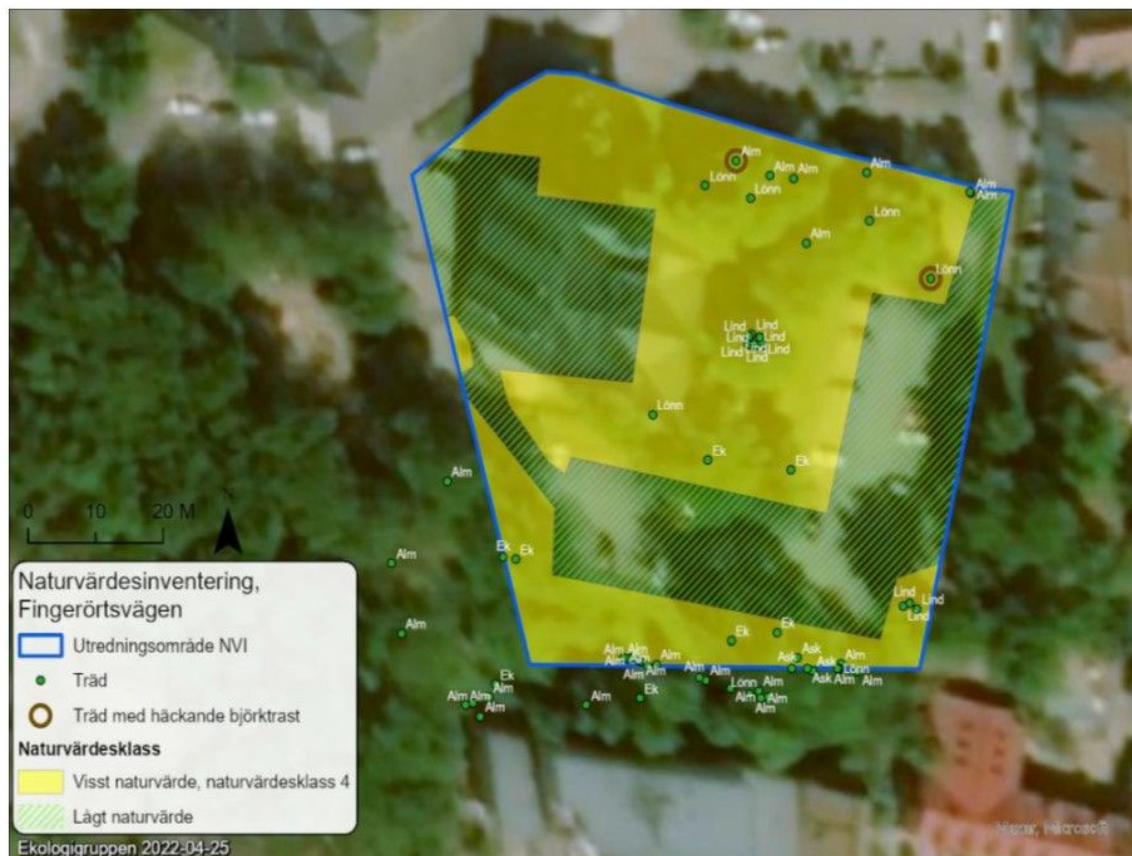 Alm
Alm
Alm
Alm
Lönn
Lönn
Alm
Alm
Lönn
Alm
Lönn
Lind
Lind
Lind
Lind
Lind
Lind
Lind
Lind
Lönn
Ek
Ek
Alm
Ek
Ek
Alm
Alm
Lind
Lind
Lind
Ek
Ek
Alm
Alm
Alm
Alm
Alm
Alm
Alm
Ask
Ask
Ask
Alm
Lönn
Alm
Alm
Lönn
Alm
Alm
Alm
Alm
Ek
Alm
Alm
Alm
Alm
Alm
Ek
0 10 20 M
N
Naturvärdesinventering,
Fingerörtsvägen
Utredningsområde NVI
Träd
Träd med häckande björktrast
Naturvärdesklass
Visst naturvärde, naturvärdesklass 4
Lågt naturvärde
Ekologigruppen 2022-04-25
Maxar, Microsoft